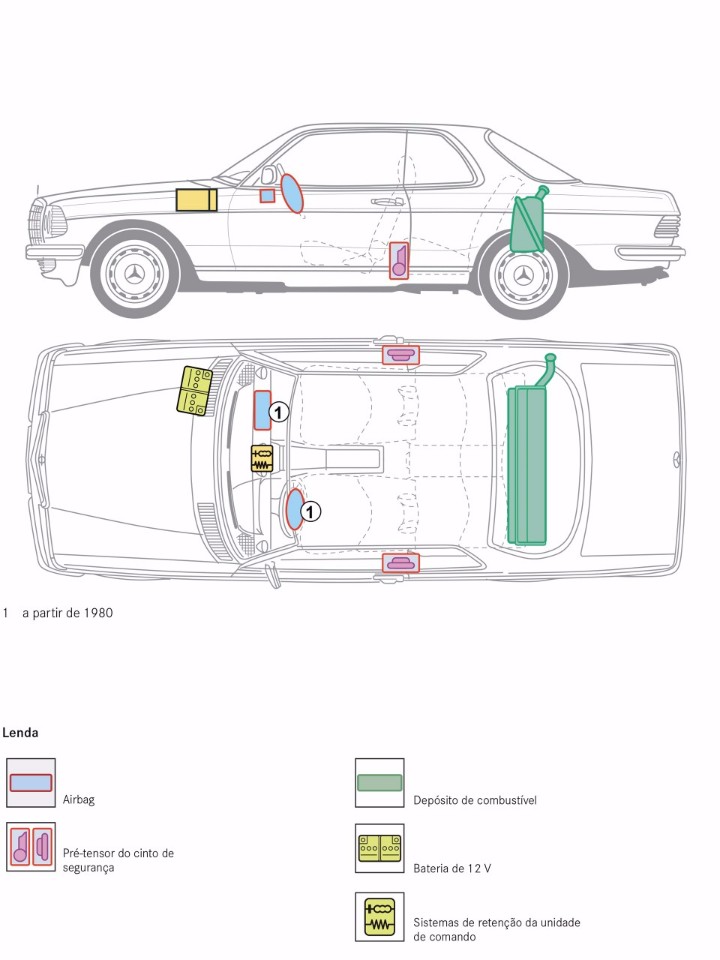 1
1
1 a partir de 1980
Lenda
Airbag
Pré-tensor do cinto de
segurança
Depósito de combustível
Bateria de 12 V
Sistemas de retenção da unidade
de comando